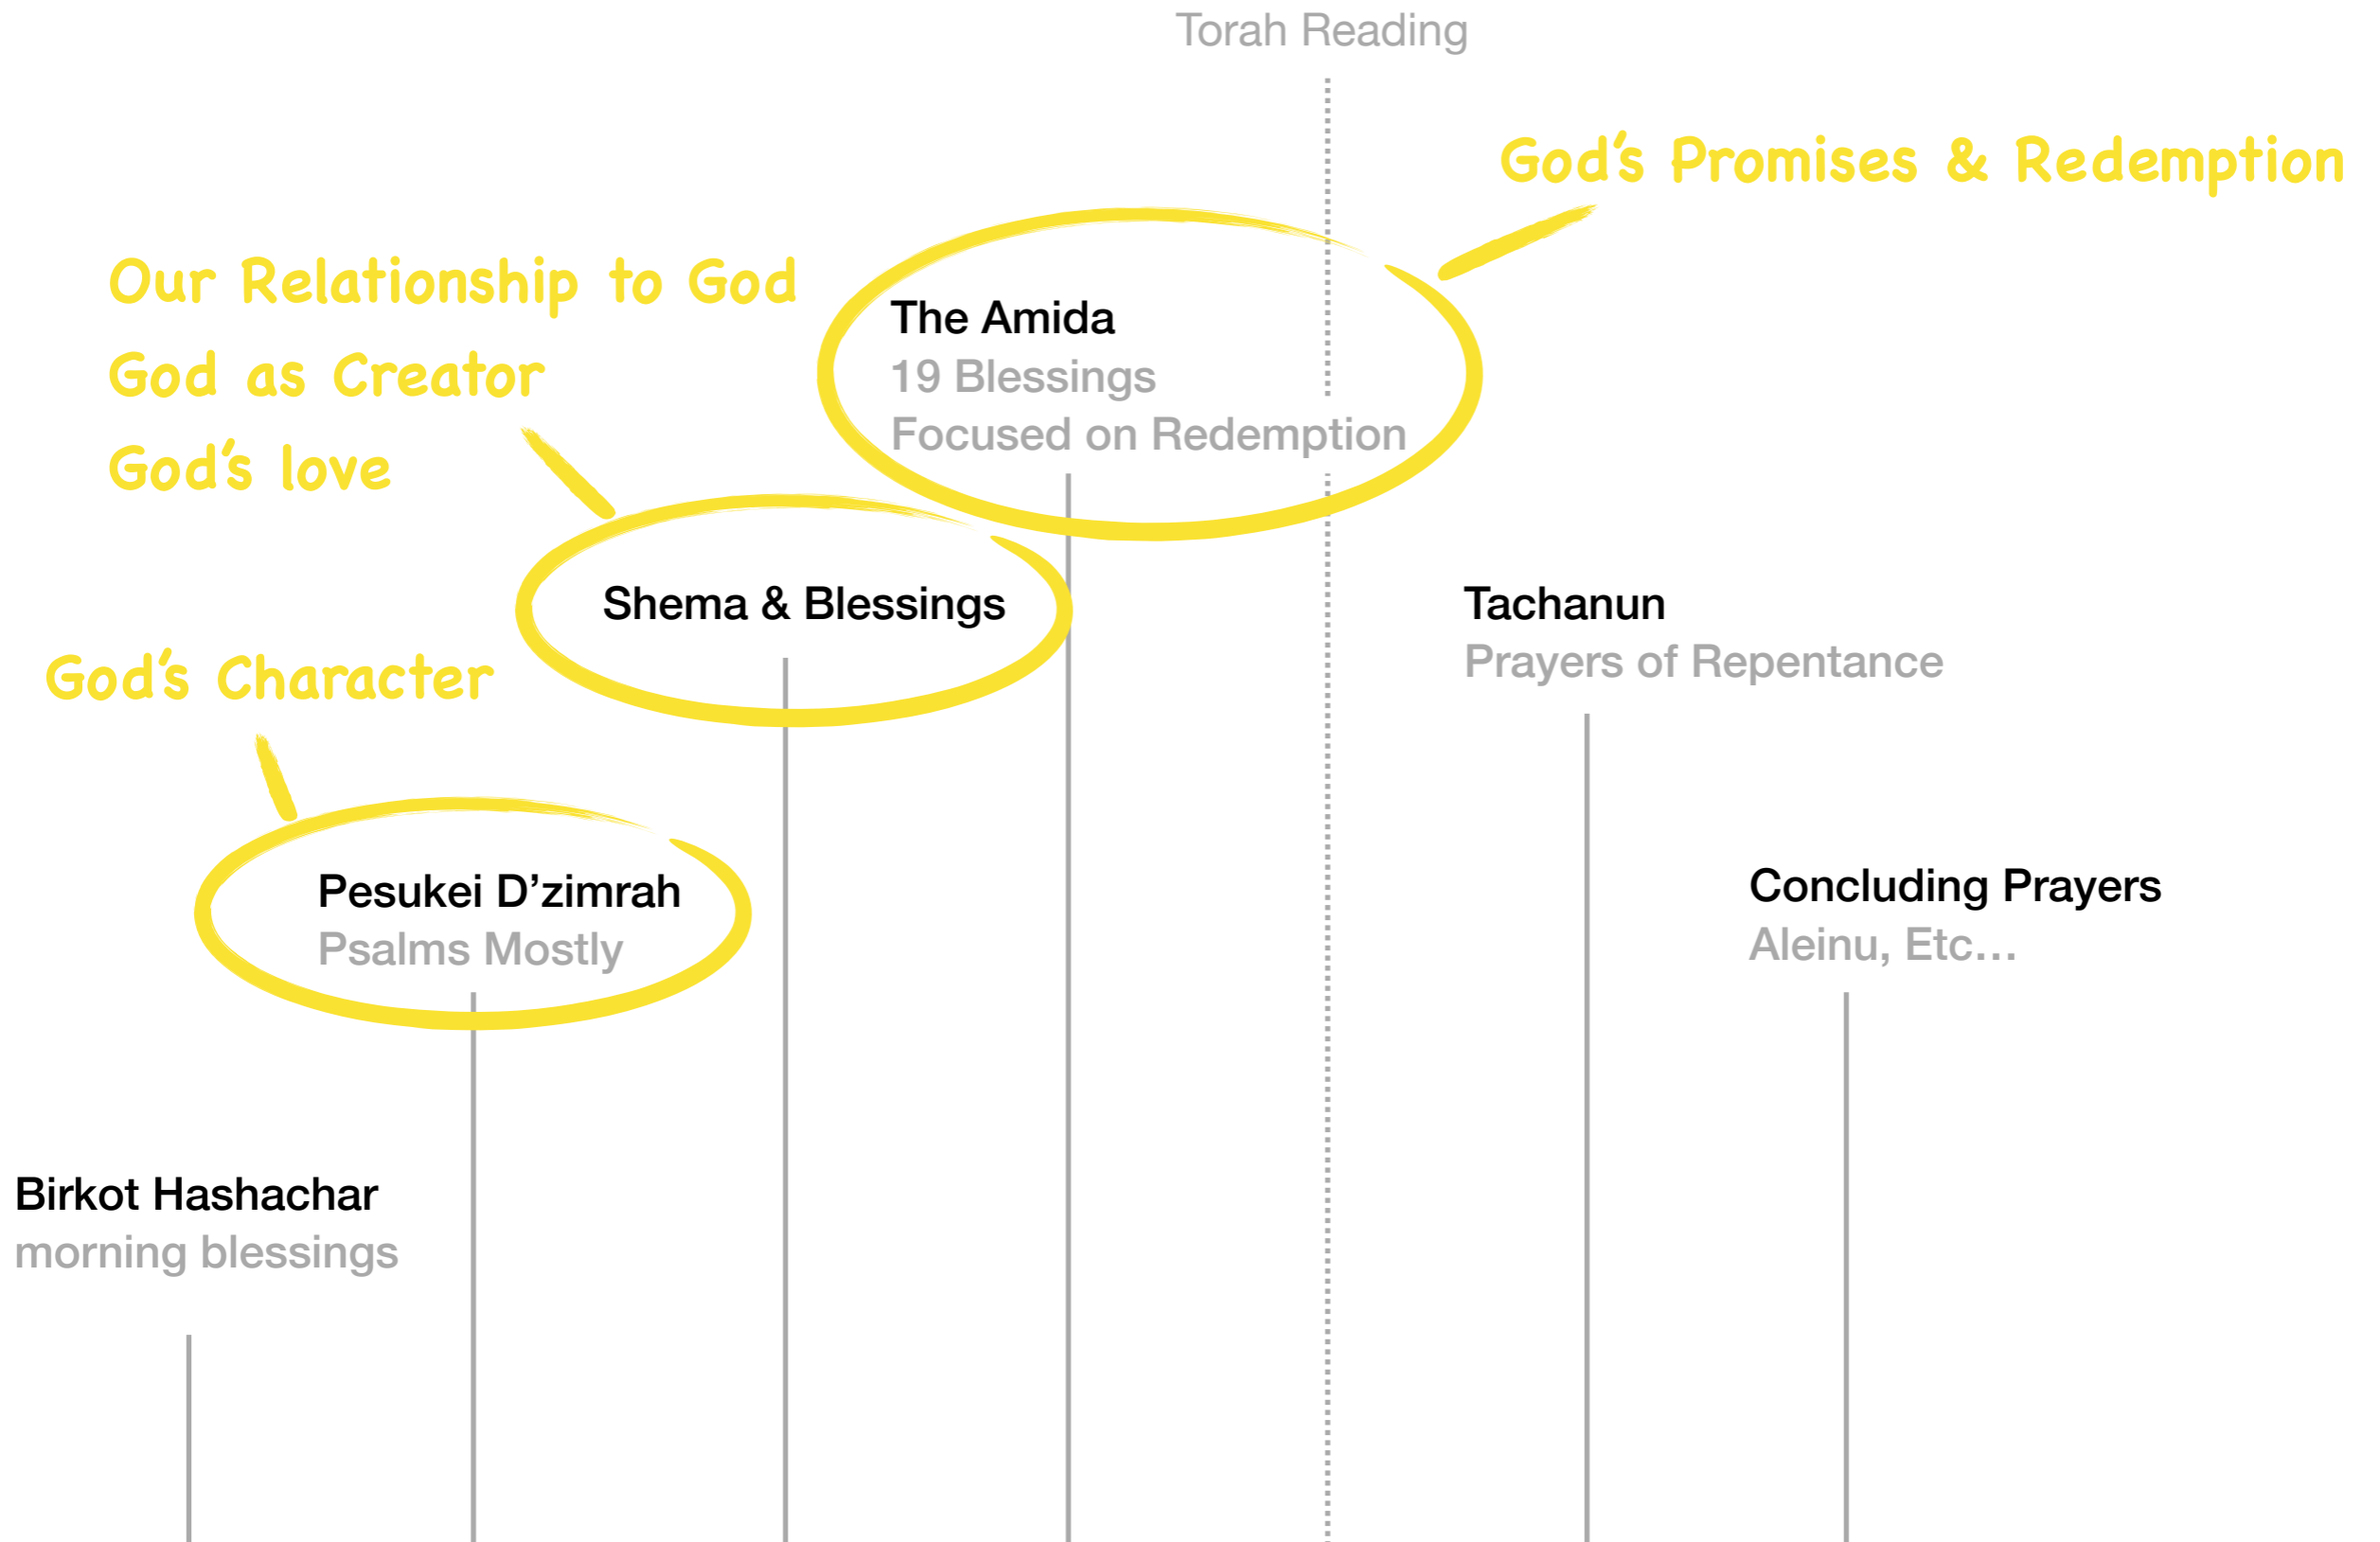 Torah Reading
God's Promises & Redemption
Our Relationship to God
God as Creator
God's love
The Amida
19 Blessings
Focused on Redemption
Shema & Blessings
Tachanun
Prayers of Repentance
God's Character
Pesukei D’zimrah
Psalms Mostly
Concluding Prayers
Aleinu, Etc…
Birkot Hashachar
morning blessings